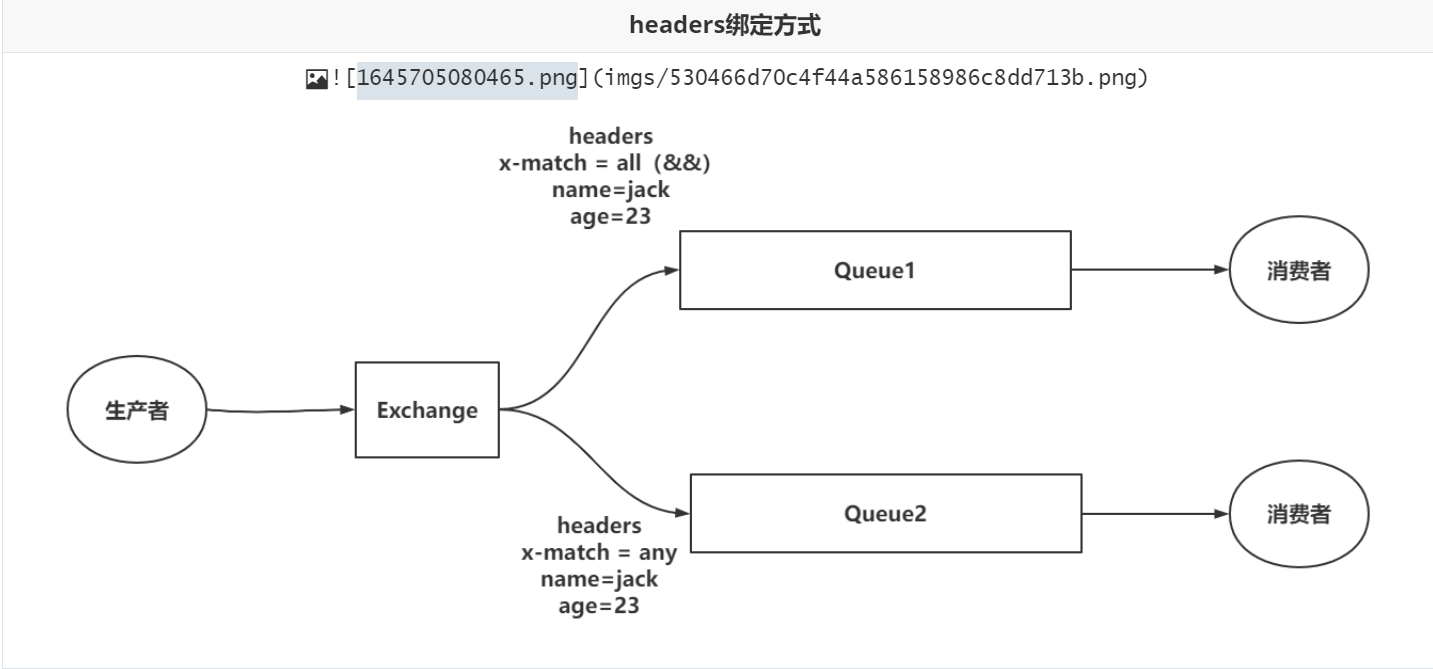 headers绑定方式
![1645705080465.png](imgs/530466d70c4f44a586158986c8dd713b.png)
headers
x-match = all（&&）
name=jack
age=23
Queue1
消费者
生产者
Exchange
headers
x-match = any
name=jack
age=23
Queue2
消费者